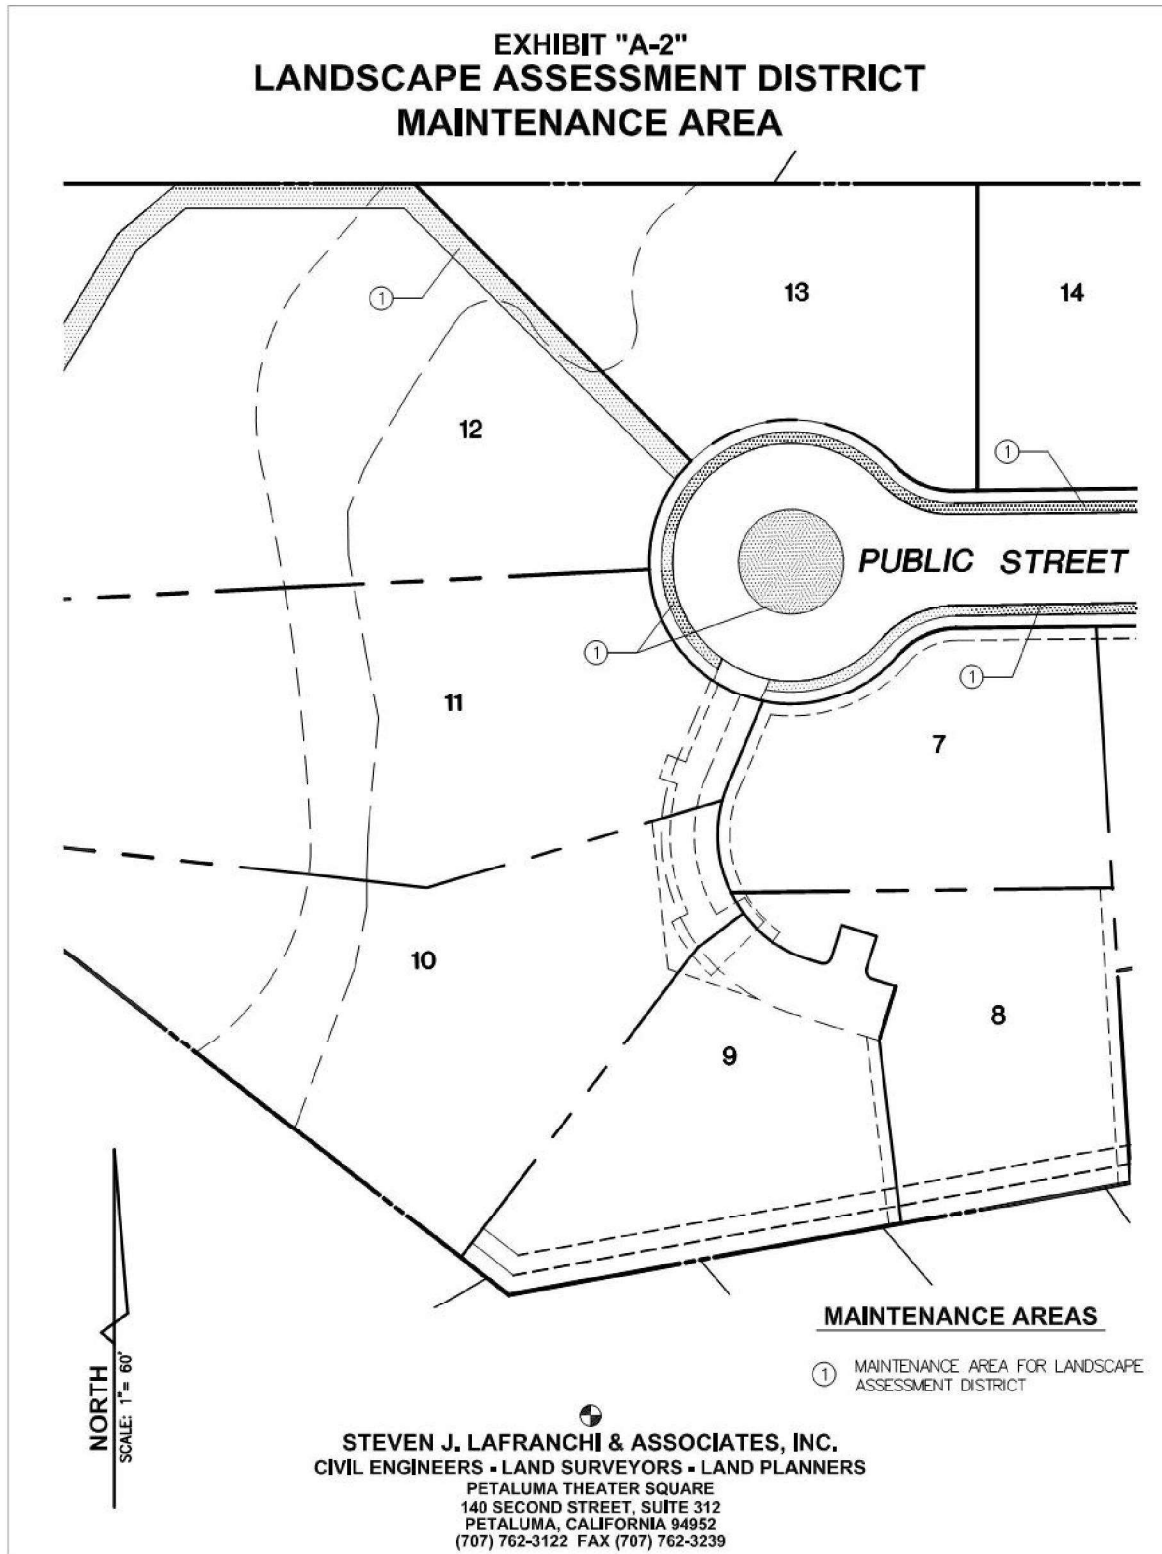 EXHIBIT "A-2"
LANDSCAPE ASSESSMENT DISTRICT
MAINTENANCE AREA
13
14
1
12
1
PUBLIC STREET
1
11
1
7
10
8
9
MAINTENANCE AREAS
1 MAINTENANCE AREA FOR LANDSCAPE
ASSESSMENT DISTRICT
NORTH
SCALE: 1"= 60'
STEVEN J. LAFRANCHI & ASSOCIATES, INC.
CIVIL ENGINEERS - LAND SURVEYORS - LAND PLANNERS
PETALUMA THEATER SQUARE
140 SECOND STREET, SUITE 312
PETALUMA, CALIFORNIA 94952
(707) 762-3122 FAX (707) 762-3239